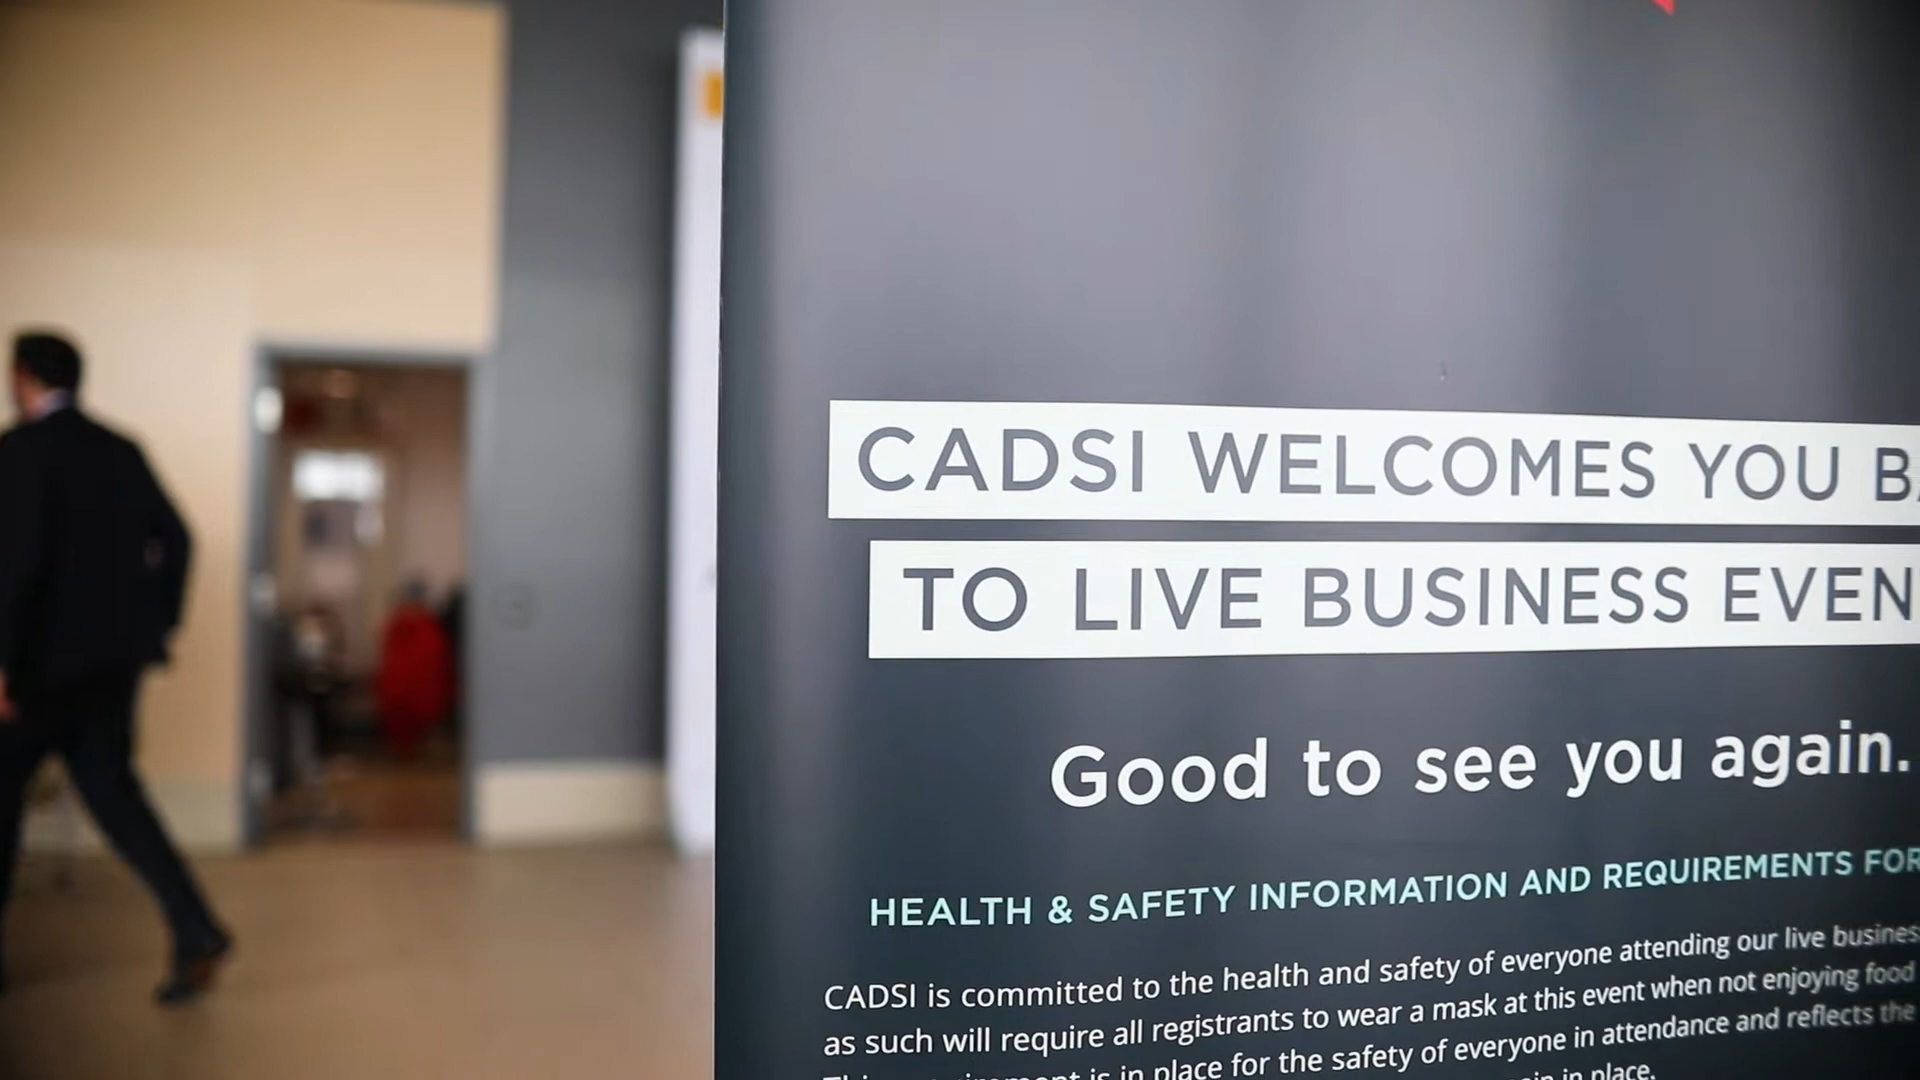 CADSI WELCOMES YOU
TO LIVE BUSINESS
Good to see you again.
HEALTH & SAFETY INFORMATION AND REQUIREMENTS FOR
CADSI is committed to the health and safety of everyone attending our live
as such will require all registrants to wear a mask at this event when not enjoying food
is in place for the safety of everyone in attendance and reflects the
in place.